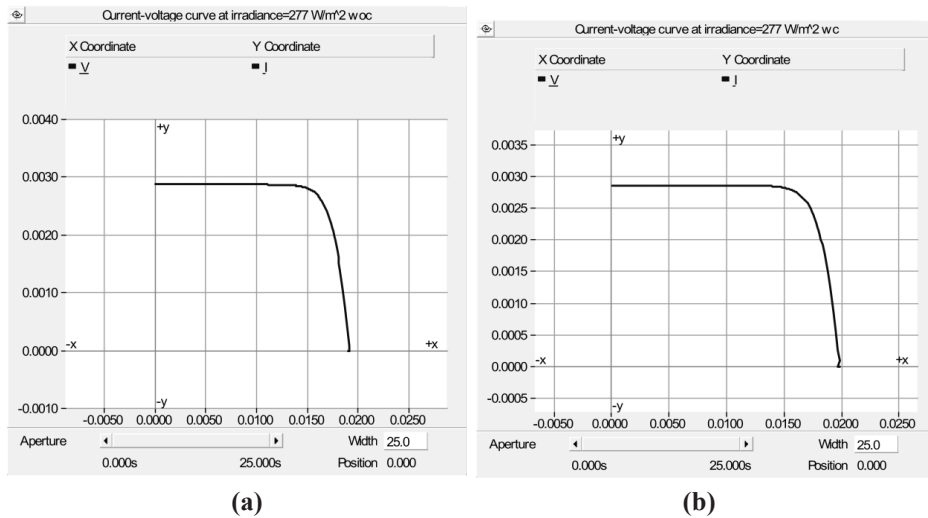 Current-voltage curve at irradiance=277 W/m^2 woc
X Coordinate Y Coordinate
V I
0.0040
0.0030
0.0020
0.0010
0.0000
-0.0010
+y
-x +x
-y
0.0050 0.0000 0.0050 0.0100 0.0150 0.0200 0.0250
Aperture Width 25.0
0.000s 25.000s Position 0.000
(a)
Current-voltage curve at irradiance=277 W/m^2 wc
X Coordinate Y Coordinate
V I
0.0035
0.0030
0.0025
0.0020
0.0015
0.0010
0.0005
0.0000
-0.0005
+y
-x +x
-y
-0.0050 0.0000 0.0050 0.0100 0.0150 0.0200 0.0250
Aperture Width 25.0
0.000s 25.000s Position 0.000
(b)